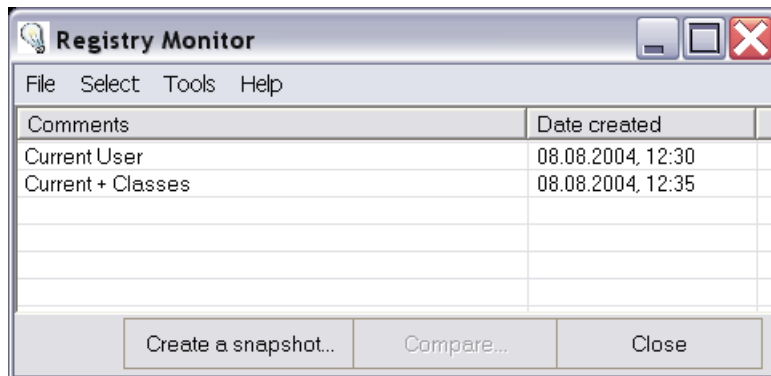 Registry Monitor
File Select Tools Help
Comments Date created
Current User 08.08.2004, 12:30
Current + Classes 08.08.2004, 12:35
Create a snapshot... Compare... Close